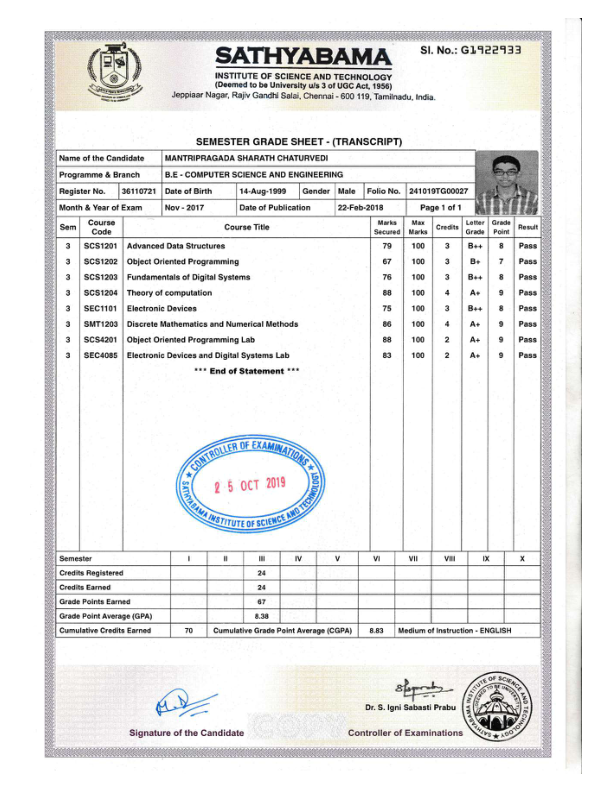 Sl. No.: G1922933
SATHYABAMA
INSTITUTE OF SCIENCE AND TECHNOLOGY
(Deemed to be University u/s 3 of UGC Act, 1956)
Jeppiaar Nagar, Rajiv Gandhi Salai, Chennai - 600 119, Tamilnadu, India.
SEMESTER GRADE SHEET - (TRANSCRIPT)
Name of the Candidate MANTRIPRAGADA SHARATH CHATURVEDI
Programme & Branch B.E - COMPUTER SCIENCE AND ENGINEERING
Register No. 36110721 Date of Birth 14-Aug-1999 Gender Male Folio No. 241019TG00027
Month & Year of Exam Nov - 2017 Date of Publication 22-Feb-2018 Page 1 of 1
Sem Course Code Course Title Marks Secured Max Marks Credits Letter Grade Grade Point Result
3 SCS1201 Advanced Data Structures 79 100 3 B++ 8 Pass
3 SCS1202 Object Oriented Programming 67 100 3 B+ 7 Pass
3 SCS1203 Fundamentals of Digital Systems 76 100 3 B++ 8 Pass
3 SCS1204 Theory of computation 88 100 4 A+ 9 Pass
3 SEC1101 Electronic Devices 75 100 3 B++ 8 Pass
3 SMT1203 Discrete Mathematics and Numerical Methods 86 100 4 A+ 9 Pass
3 SCS4201 Object Oriented Programming Lab 88 100 2 A+ 9 Pass
3 SEC4085 Electronic Devices and Digital Systems Lab 83 100 2 A+ 9 Pass
*** End of Statement ***
CONTROLLER OF EXAMINATIONS
25 OCT 2019
SATHYABAMA INSTITUTE OF SCIENCE AND TECHNOLOGY
Semester I II III IV V VI VII VIII IX X
Credits Registered 24
Credits Earned 24
Grade Points Earned 67
Grade Point Average (GPA) 8.38
Cumulative Credits Earned 70 Cumulative Grade Point Average (CGPA) 8.83 Medium of Instruction - ENGLISH
Dr. S. Igni Sabasti Prabu
COPY
Signature of the Candidate Controller of Examinations